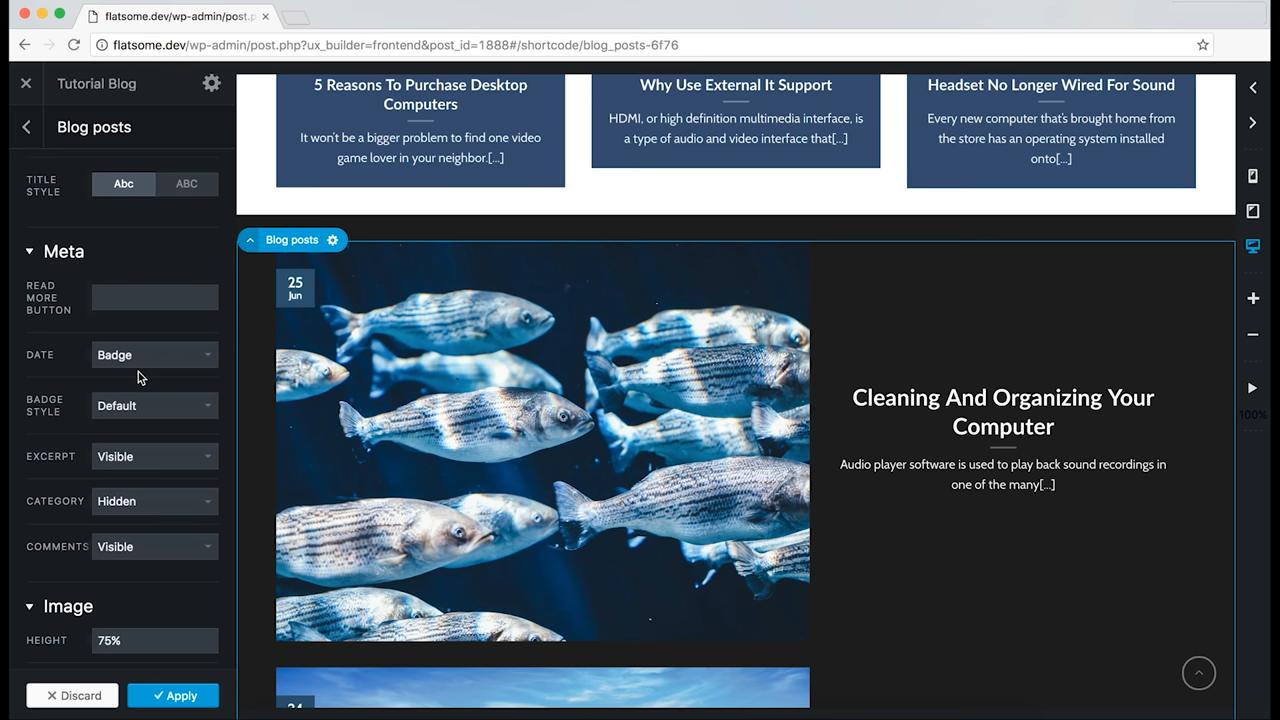 flatsome.dev/wp-admin/post.p
flatsome.dev/wp-admin/post.php?ux_builder=frontend&post_id=1888#/shortcode/blog_posts-6f76
Tutorial Blog
Blog posts
TITLE
STYLE
Abc
ABC
Meta
READ
MORE
BUTTON
DATE
Badge
BADGE
STYLE
Default
EXCERPT
Visible
CATEGORY
Hidden
COMMENTS
Visible
Image
HEIGHT
75%
Discard
Apply
5 Reasons To Purchase Desktop
Computers
It won't be a bigger problem to find one video
game lover in your neighbor.[...]
Why Use External It Support
HDMI, or high definition multimedia interface, is
a type of audio and video interface that[...]
Headset No Longer Wired For Sound
Every new computer that's brought home from
the store has an operating system installed
onto[...]
Blog posts
25
Jun
Cleaning And Organizing Your
Computer
Audio player software is used to play back sound recordings in
one of the many[...]
24
100%